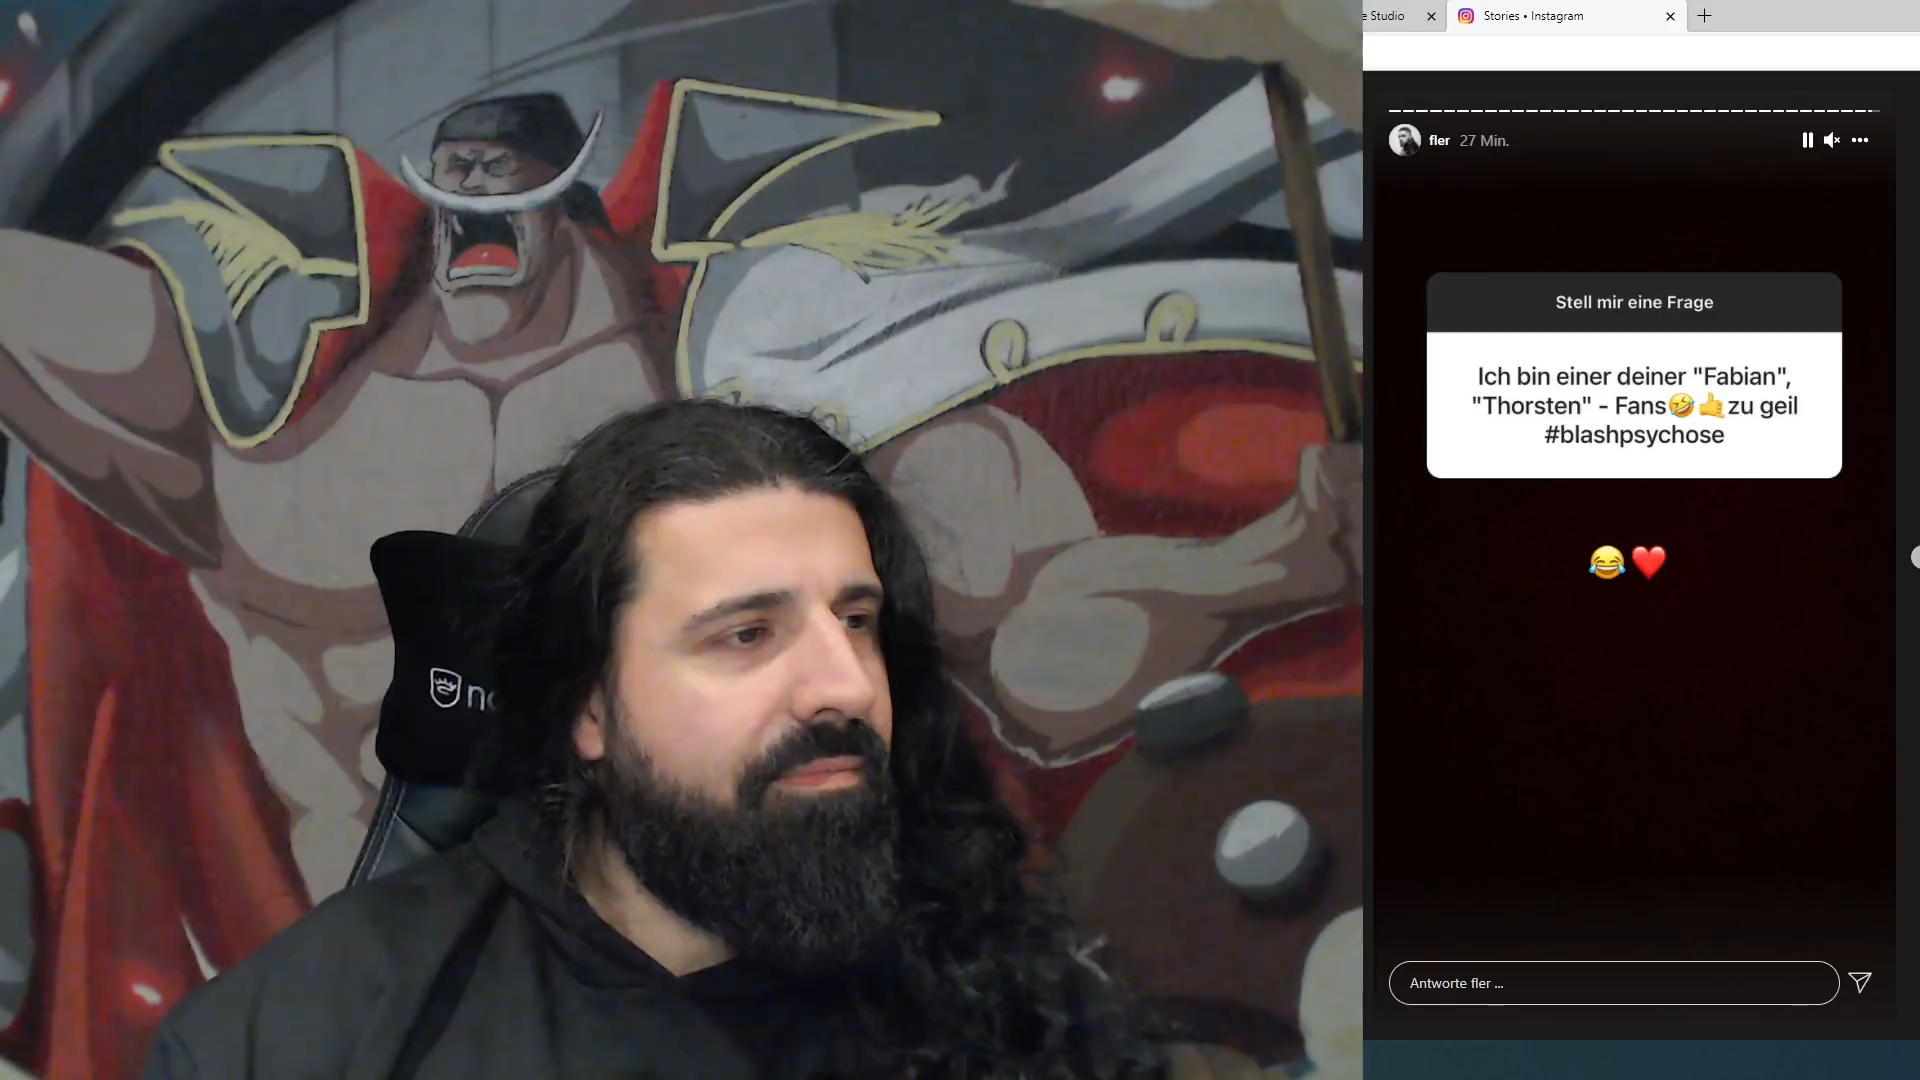 e Studio
Stories • Instagram
fler 27 Min.
Stell mir eine Frage
Ich bin einer deiner "Fabian",
"Thorsten" - Fans🤣🤙zu geil
#blashpsychose
😂❤️
Antworte fler ...